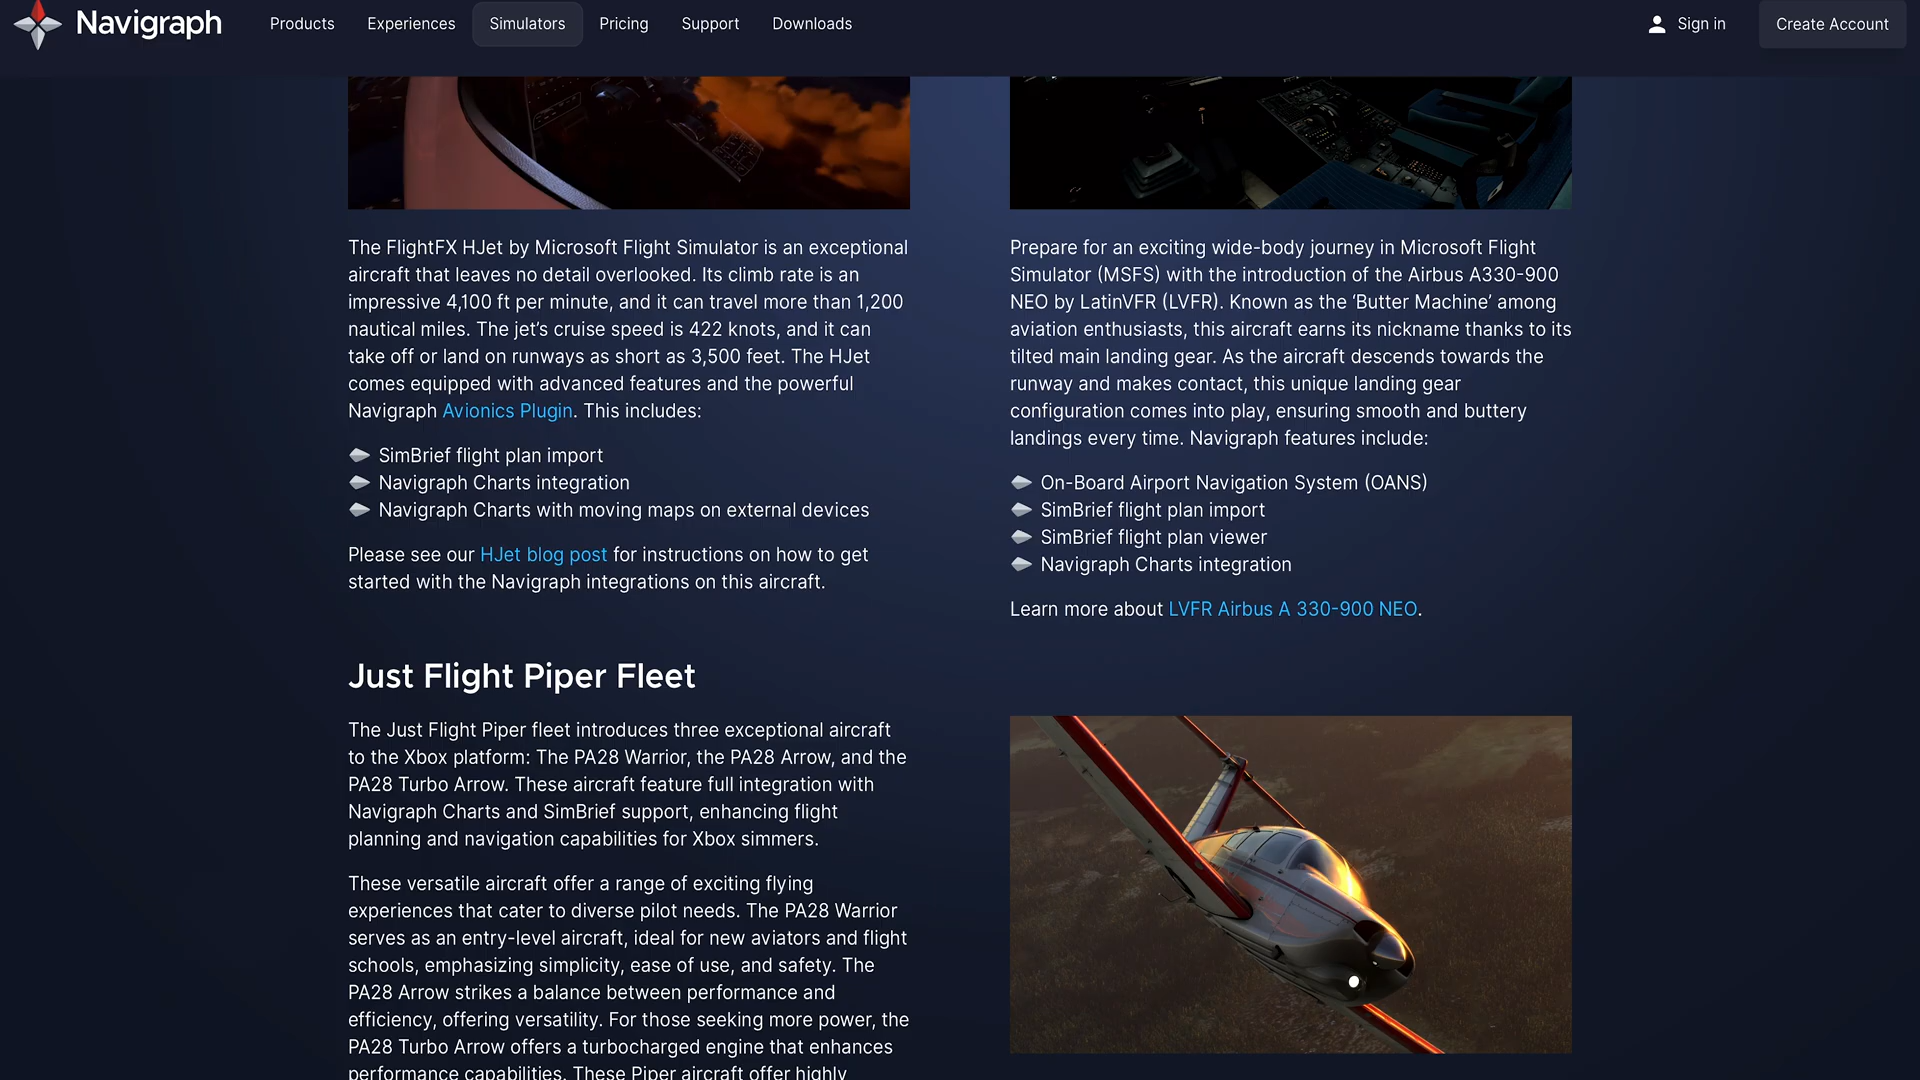 Navigraph
Products
Experiences
Simulators
Pricing
Support
Downloads
Sign in
Create Account
The FlightFX HJet by Microsoft Flight Simulator is an exceptional
aircraft that leaves no detail overlooked. Its climb rate is an
impressive 4,100 ft per minute, and it can travel more than 1,200
nautical miles. The jet’s cruise speed is 422 knots, and it can
take off or land on runways as short as 3,500 feet. The HJet
comes equipped with advanced features and the powerful
Navigraph Avionics Plugin. This includes:
SimBrief flight plan import
Navigraph Charts integration
Navigraph Charts with moving maps on external devices
Please see our HJet blog post for instructions on how to get
started with the Navigraph integrations on this aircraft.
Prepare for an exciting wide-body journey in Microsoft Flight
Simulator (MSFS) with the introduction of the Airbus A330-900
NEO by LatinVFR (LVFR). Known as the ‘Butter Machine’ among
aviation enthusiasts, this aircraft earns its nickname thanks to its
tilted main landing gear. As the aircraft descends towards the
runway and makes contact, this unique landing gear
configuration comes into play, ensuring smooth and buttery
landings every time. Navigraph features include:
On-Board Airport Navigation System (OANS)
SimBrief flight plan import
SimBrief flight plan viewer
Navigraph Charts integration
Learn more about LVFR Airbus A 330-900 NEO.
Just Flight Piper Fleet
The Just Flight Piper fleet introduces three exceptional aircraft
to the Xbox platform: The PA28 Warrior, the PA28 Arrow, and the
PA28 Turbo Arrow. These aircraft feature full integration with
Navigraph Charts and SimBrief support, enhancing flight
planning and navigation capabilities for Xbox simmers.
These versatile aircraft offer a range of exciting flying
experiences that cater to diverse pilot needs. The PA28 Warrior
serves as an entry-level aircraft, ideal for new aviators and flight
schools, emphasizing simplicity, ease of use, and safety. The
PA28 Arrow strikes a balance between performance and
efficiency, offering versatility. For those seeking more power, the
PA28 Turbo Arrow offers a turbocharged engine that enhances
performance capabilities. These Piper aircraft offer highly